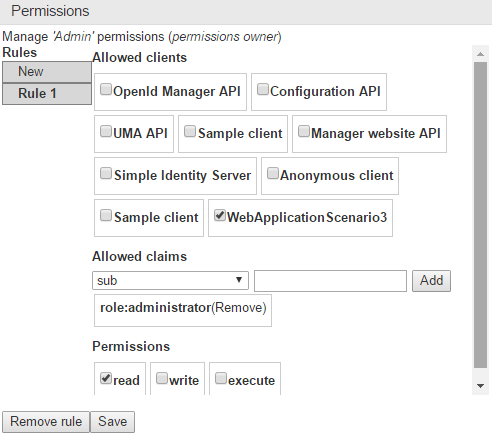 Permissions
Manage 'Admin' permissions (permissions owner)
Rules
New
Rule 1
Allowed clients
OpenId Manager API Configuration API
UMA API Sample client Manager website API
Simple Identity Server Anonymous client
Sample client WebApplicationScenario3
Allowed claims
sub Add
role:administrator(Remove)
Permissions
read write execute
Remove rule Save